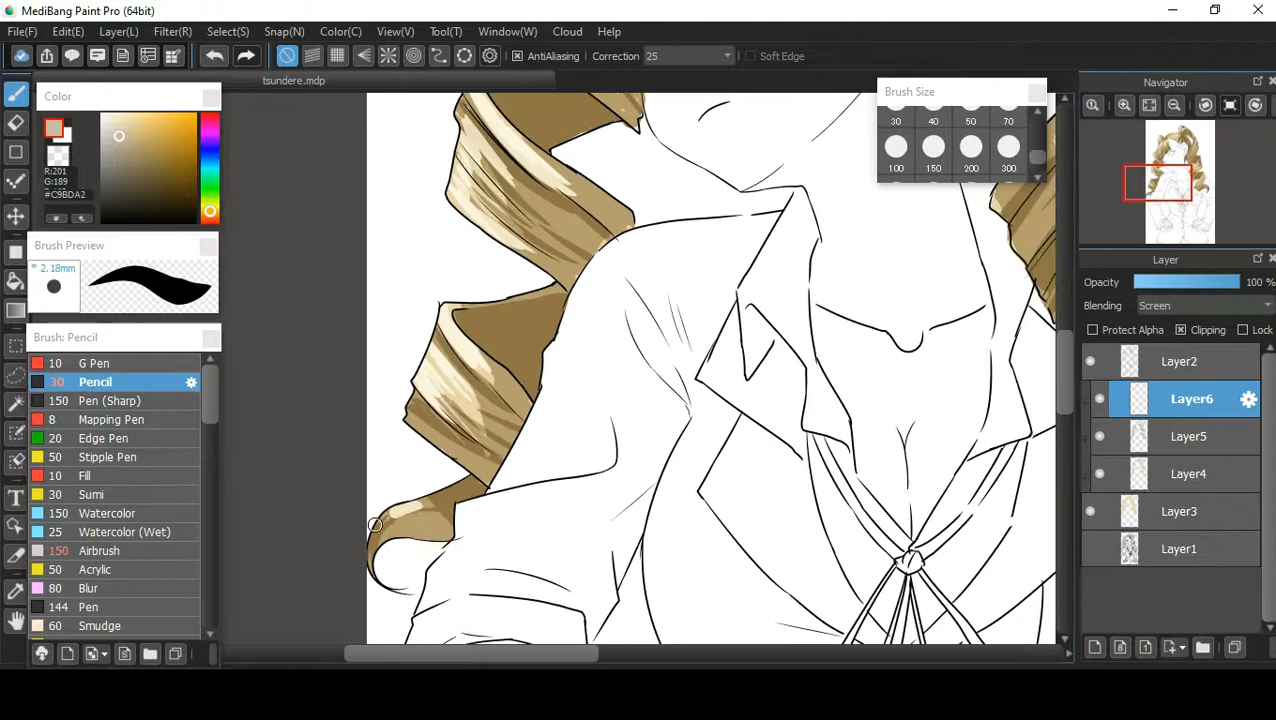 MediBang Paint Pro (64bit)
File(F) Edit(E) Layer(L) Filter(R) Select(S) Snap(N) Color(C) View(V) Tool(T) Window(W) Cloud Help
AntiAliasing Correction 25 Soft Edge
tsundere.mdp
Color
R:201
G:189
#C9BDA2
Brush Preview
* 2.18mm
Brush: Pencil
10 G Pen
30 Pencil
150 Pen (Sharp)
8 Mapping Pen
20 Edge Pen
50 Stipple Pen
10 Fill
30 Sumi
150 Watercolor
25 Watercolor (Wet)
150 Airbrush
50 Acrylic
80 Blur
144 Pen
60 Smudge
Brush Size
30 40 50 70
100 150 200 300
Navigator
Layer
Opacity 100 %
Blending Screen
Protect Alpha Clipping Lock
Layer2
Layer6
Layer5
Layer4
Layer3
Layer1